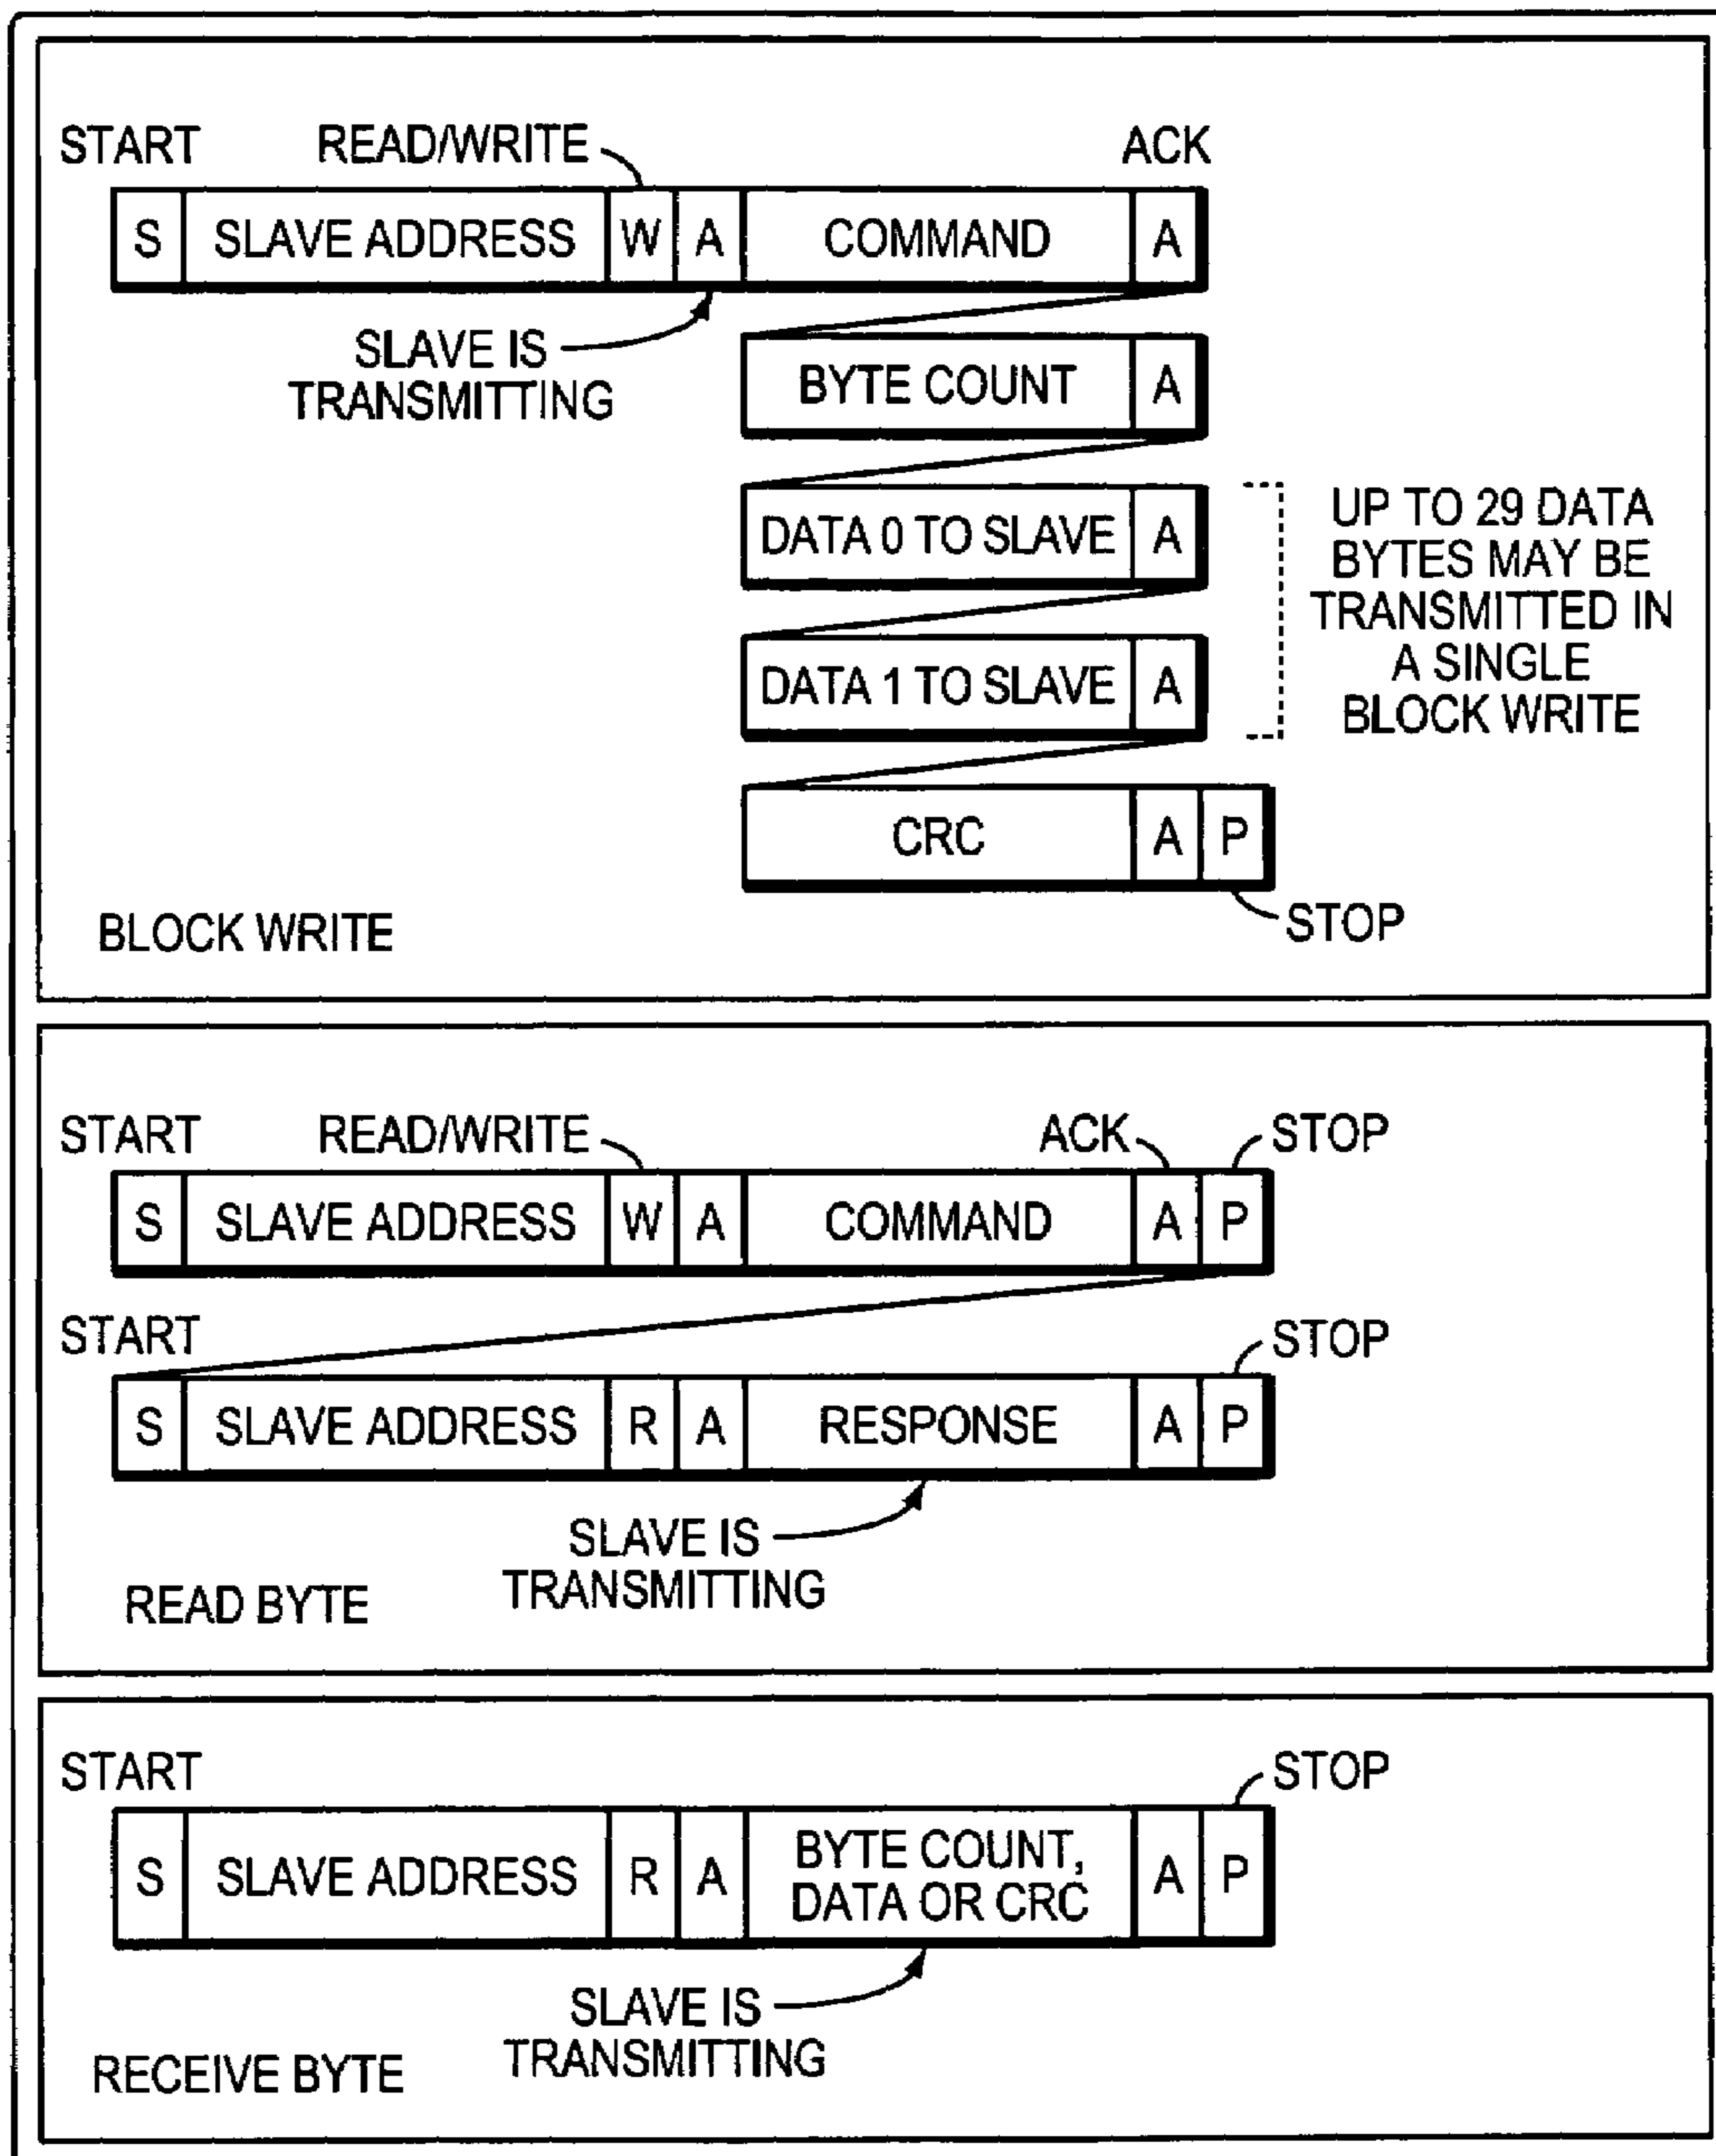 START READ/WRITE ACK
S SLAVE ADDRESS W A COMMAND A
SLAVE IS
TRANSMITTING
BYTE COUNT A
DATA 0 TO SLAVE A
DATA 1 TO SLAVE A
UP TO 29 DATA
BYTES MAY BE
TRANSMITTED IN
A SINGLE
BLOCK WRITE
CRC A P
STOP
BLOCK WRITE
START READ/WRITE ACK STOP
S SLAVE ADDRESS W A COMMAND A P
START STOP
S SLAVE ADDRESS R A RESPONSE A P
SLAVE IS
TRANSMITTING
READ BYTE
START STOP
S SLAVE ADDRESS R A BYTE COUNT, DATA OR CRC A P
SLAVE IS
TRANSMITTING
RECEIVE BYTE